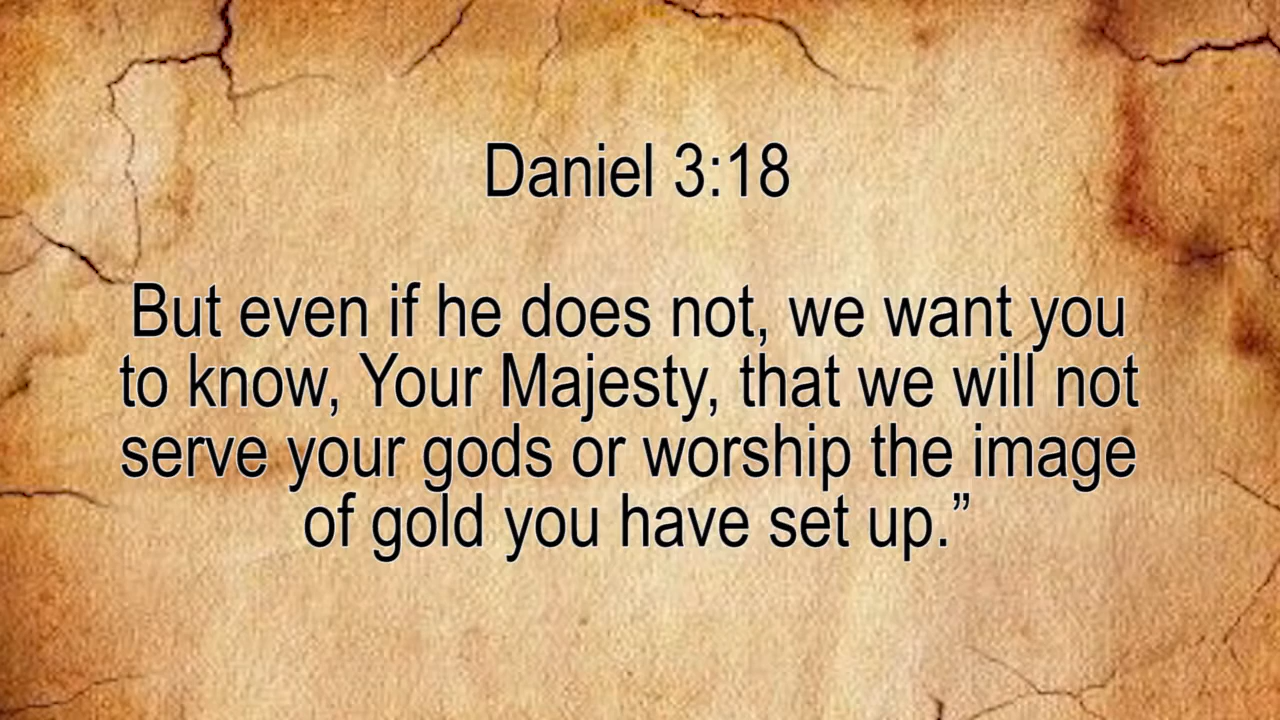 Daniel 3:18
But even if he does not, we want you
to know, Your Majesty, that we will not
serve your gods or worship the image
of gold you have set up.”